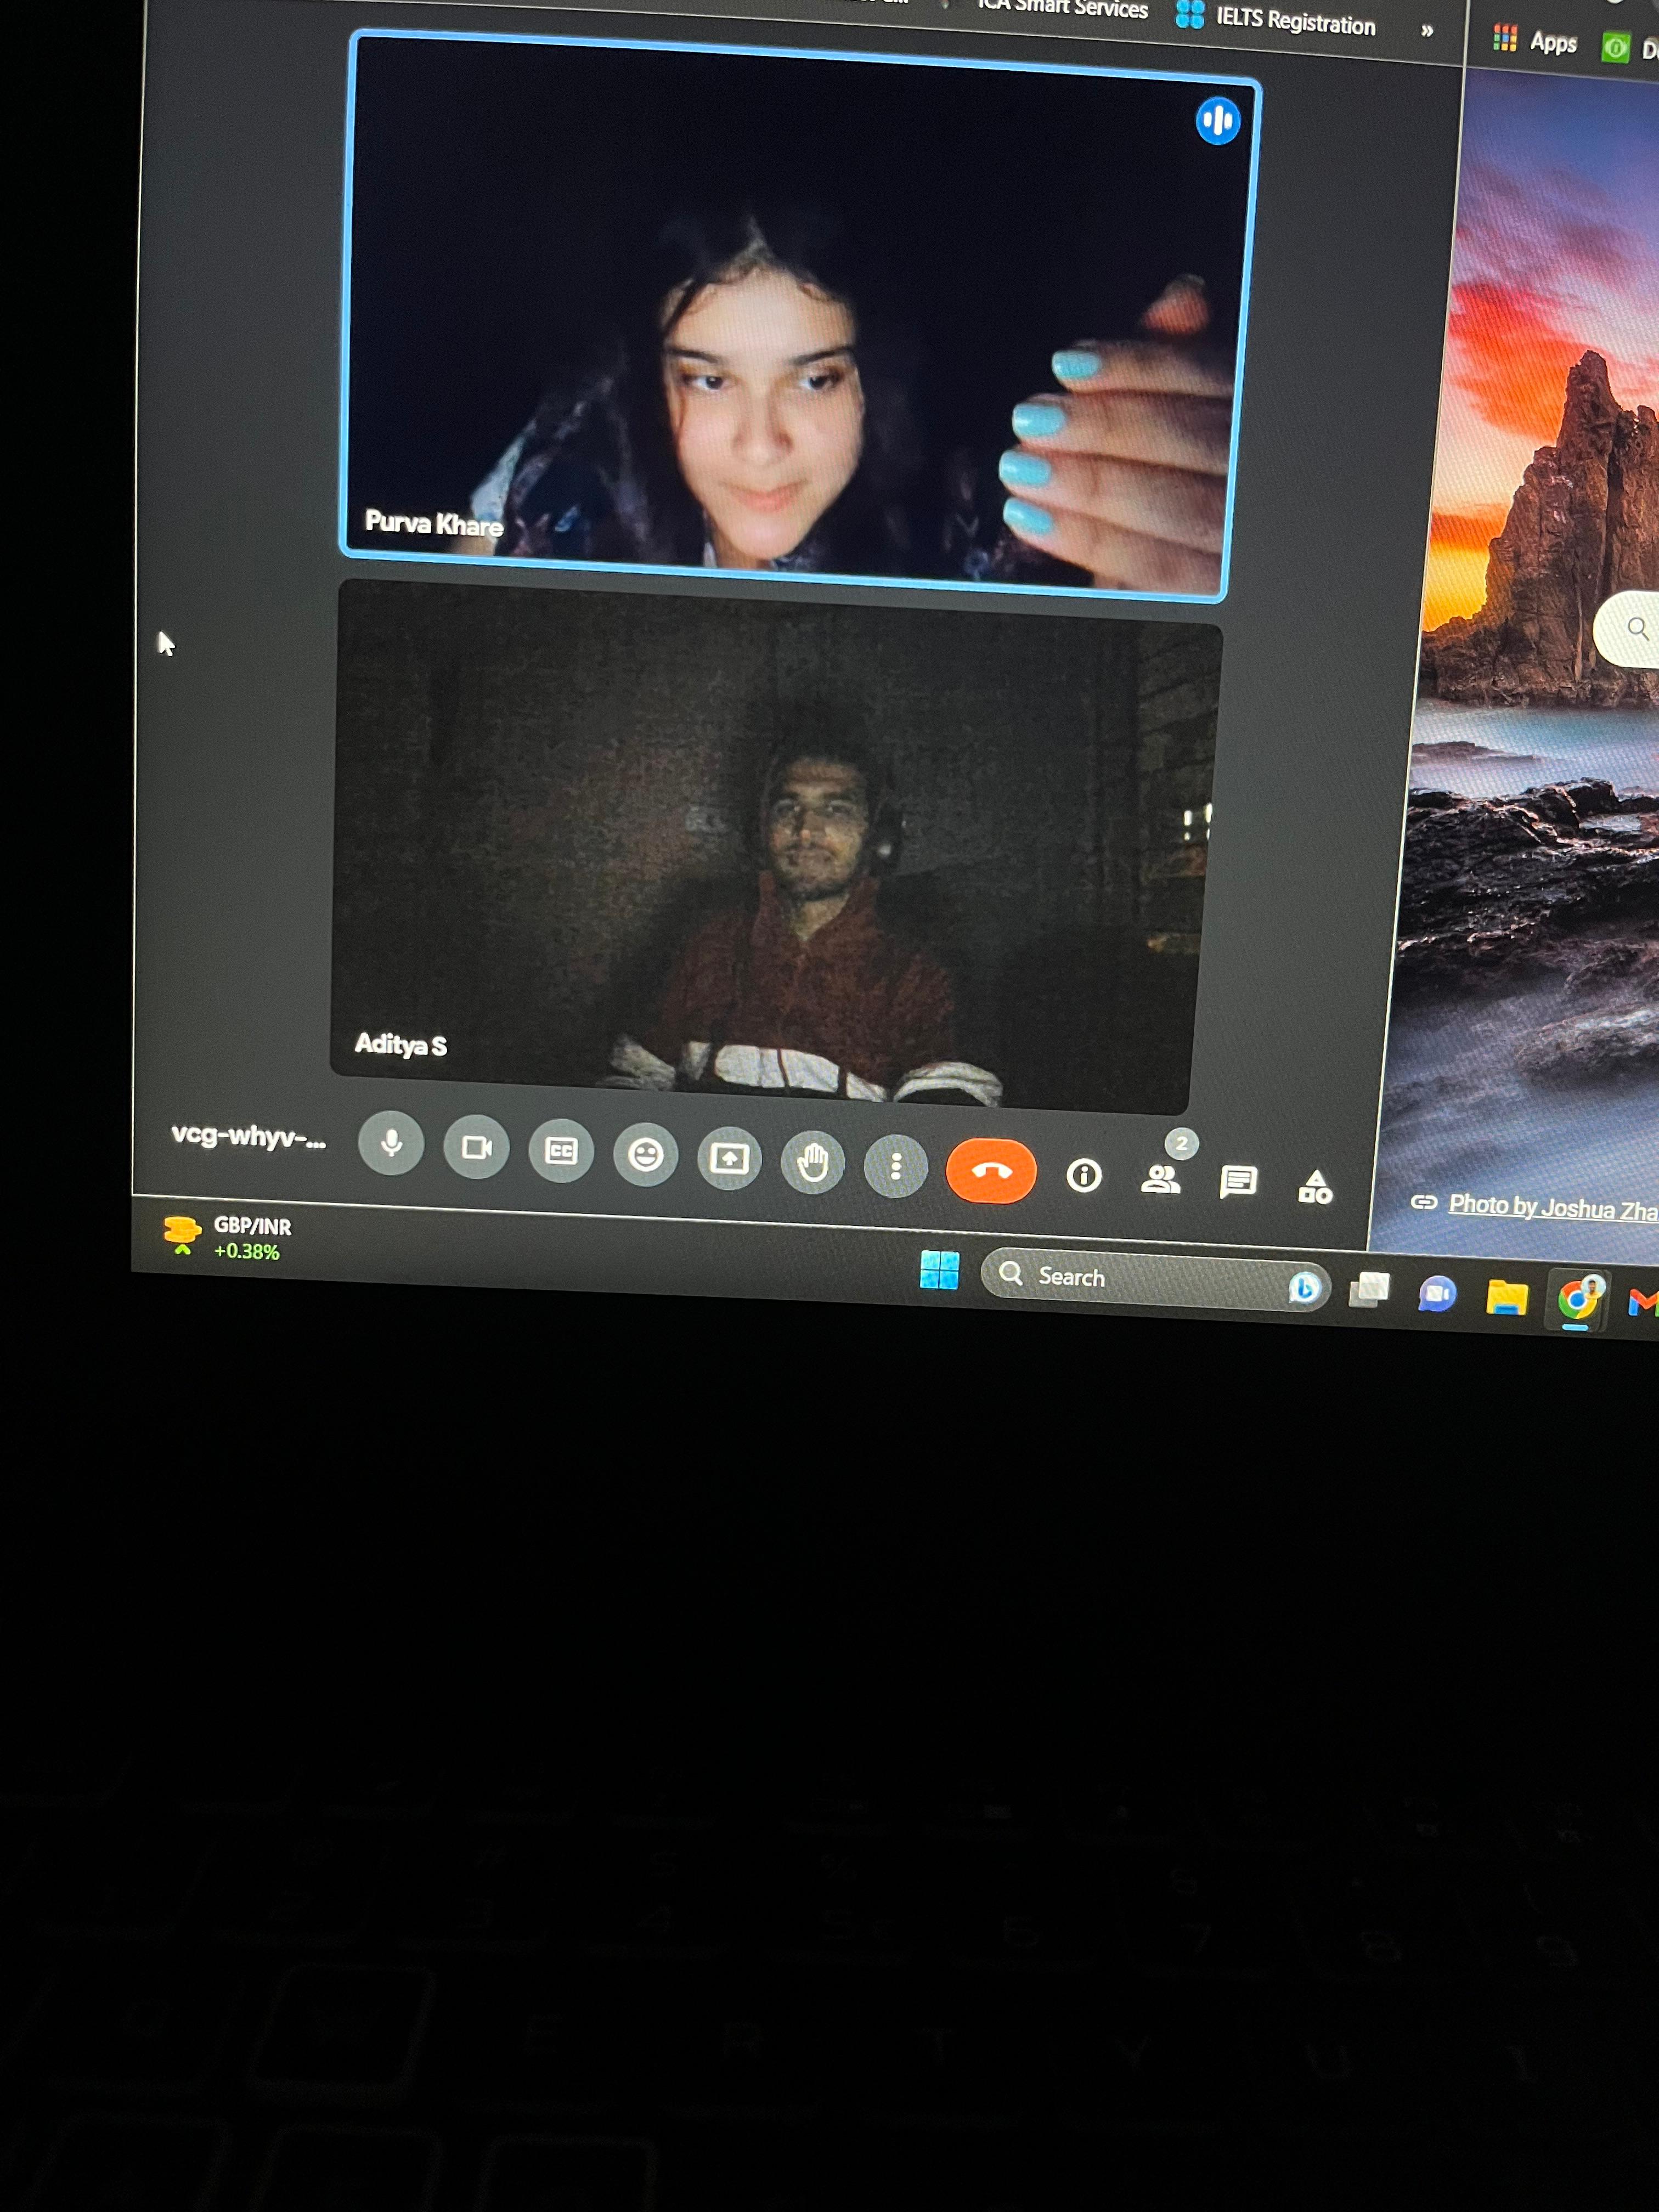 ICA Smart Services
IELTS Registration
»
Apps
Purva Khare
Aditya S
vcg-whyv-...
CC
2
GBP/INR
+0.38%
Search
Photo by Joshua Zha
E R T Y U